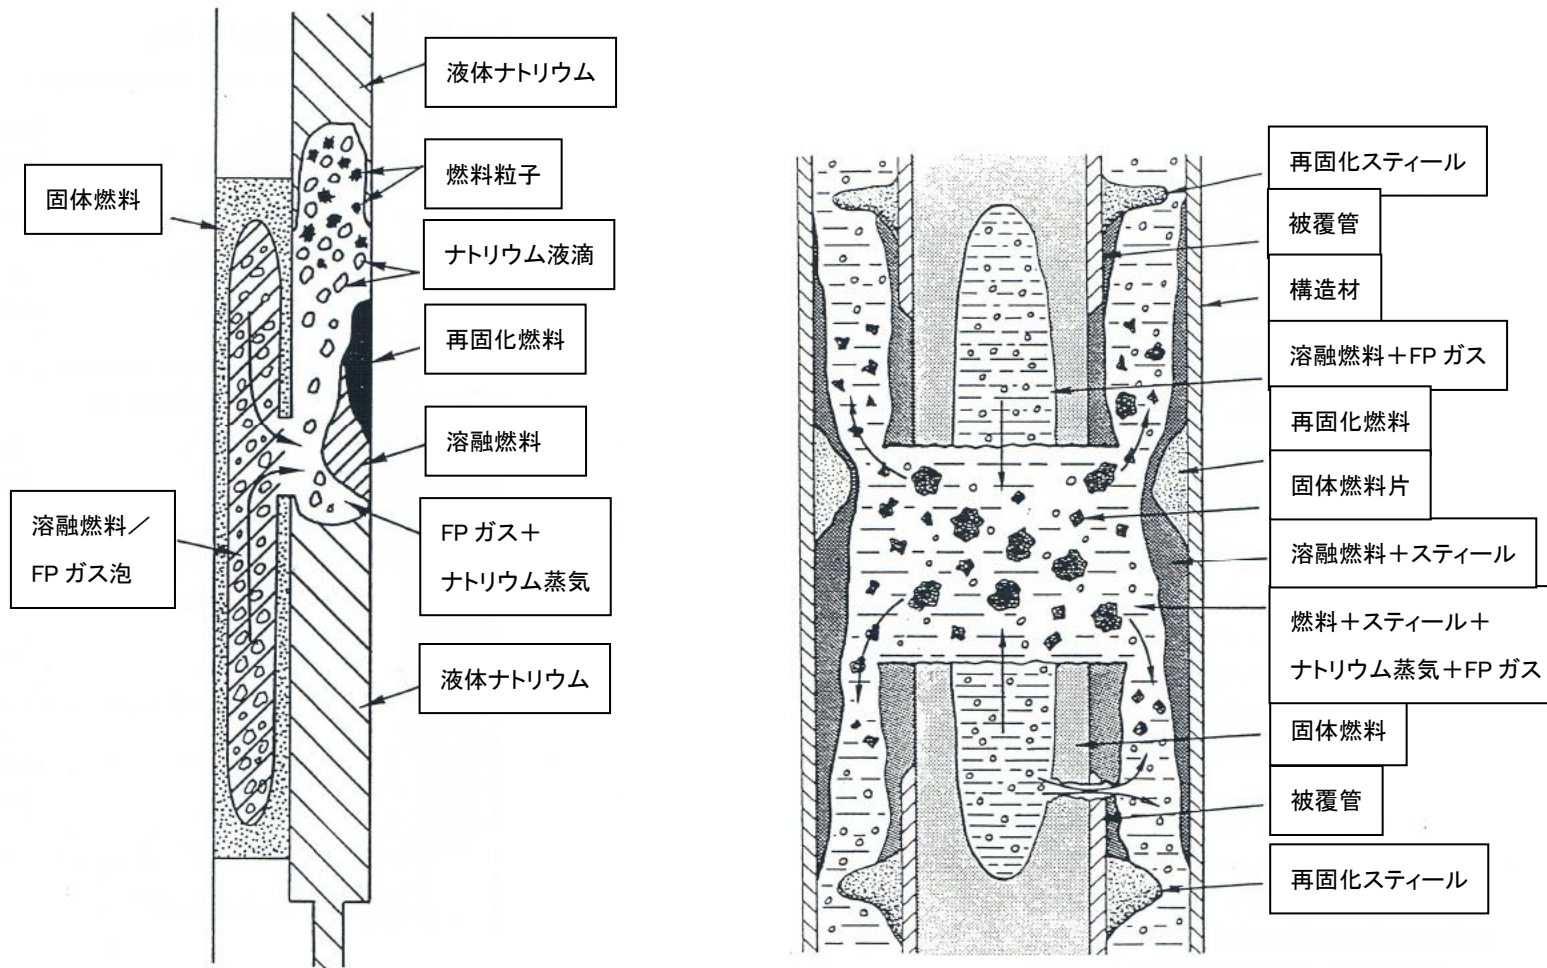 液体ナトリウム
燃料粒子
固体燃料
ナトリウム液滴
再固化燃料
溶融燃料
溶融燃料／
FP ガス泡
FP ガス＋
ナトリウム蒸気
液体ナトリウム
再固化スティール
被覆管
構造材
溶融燃料＋FP ガス
再固化燃料
固体燃料片
溶融燃料＋スティール
燃料＋スティール＋
ナトリウム蒸気＋FP ガス
固体燃料
被覆管
再固化スティール